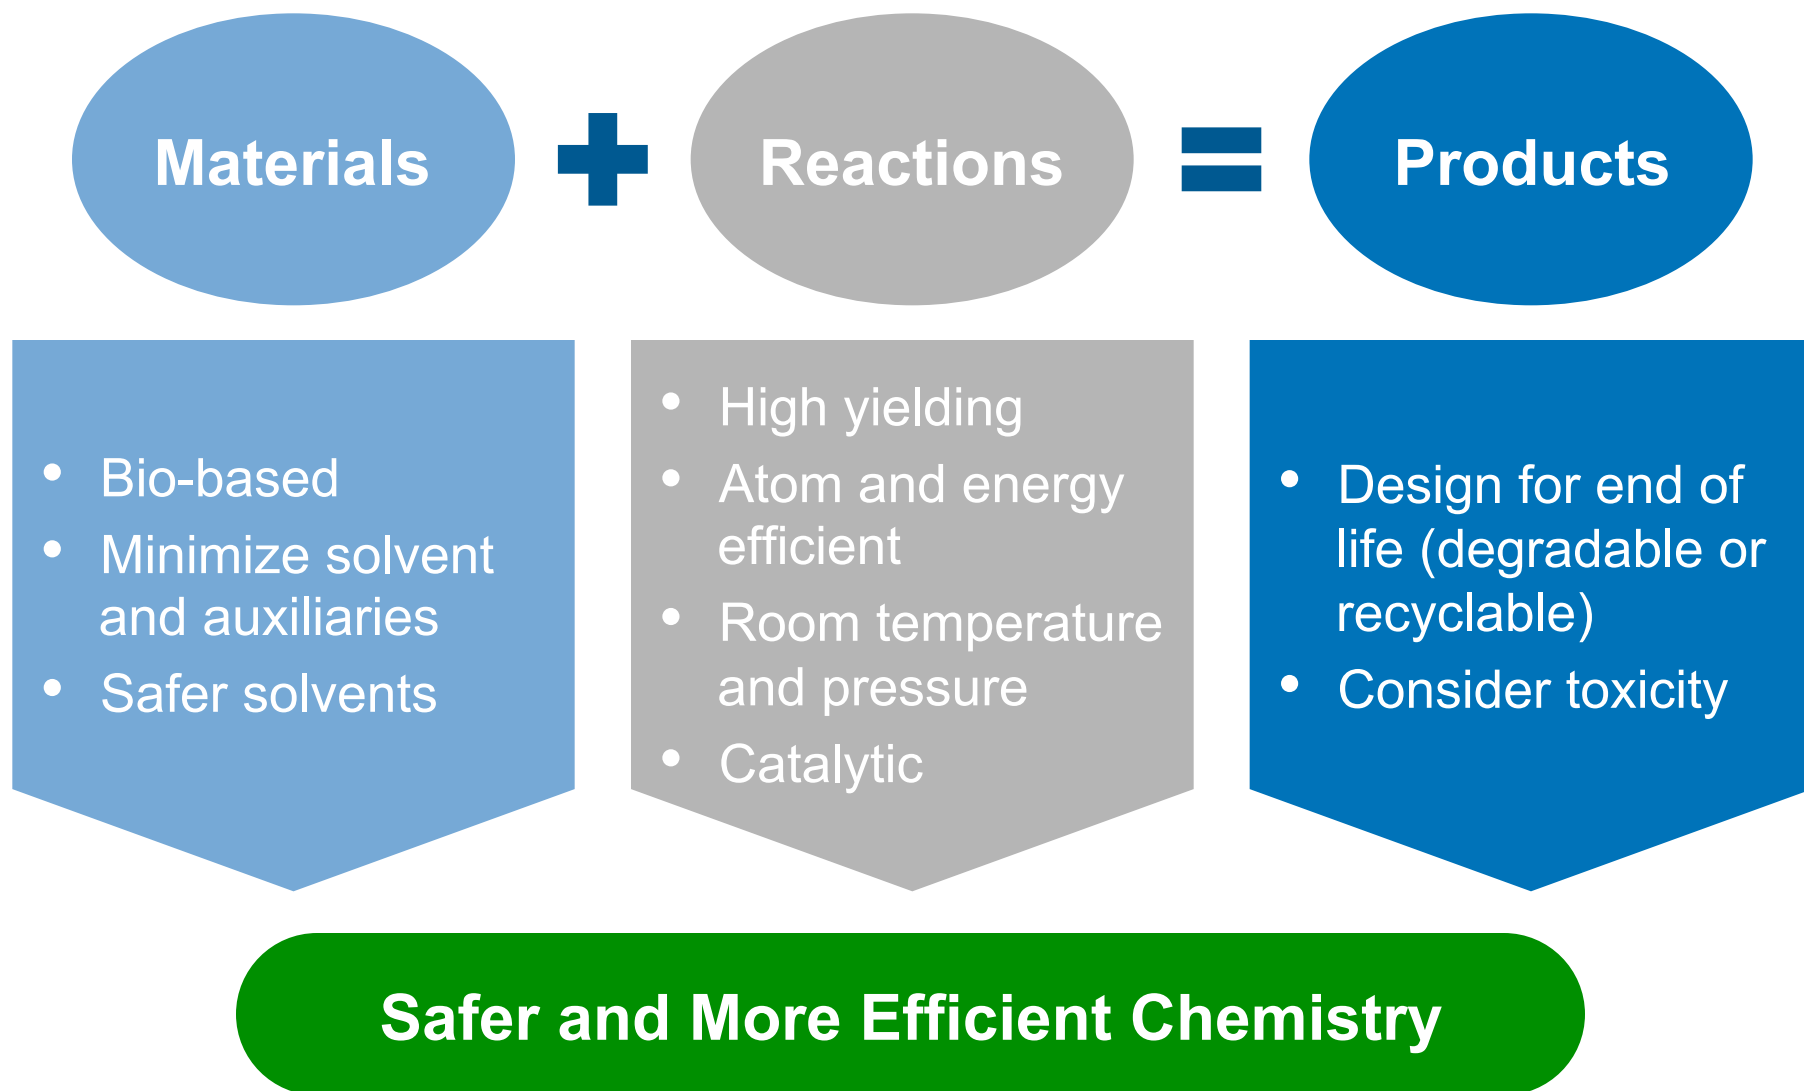 Materials
Reactions
Products
• Bio-based
• Minimize solvent
and auxiliaries
• Safer solvents
• High yielding
• Atom and energy
efficient
• Room temperature
and pressure
• Catalytic
• Design for end of
life (degradable or
recyclable)
• Consider toxicity
Safer and More Efficient Chemistry